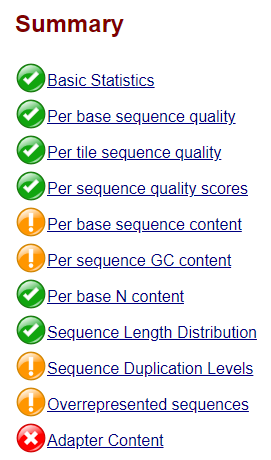 Summary
Basic Statistics
Per base sequence quality
Per tile sequence quality
Per sequence quality scores
Per base sequence content
Per sequence GC content
Per base N content
Sequence Length Distribution
Sequence Duplication Levels
Overrepresented sequences
Adapter Content